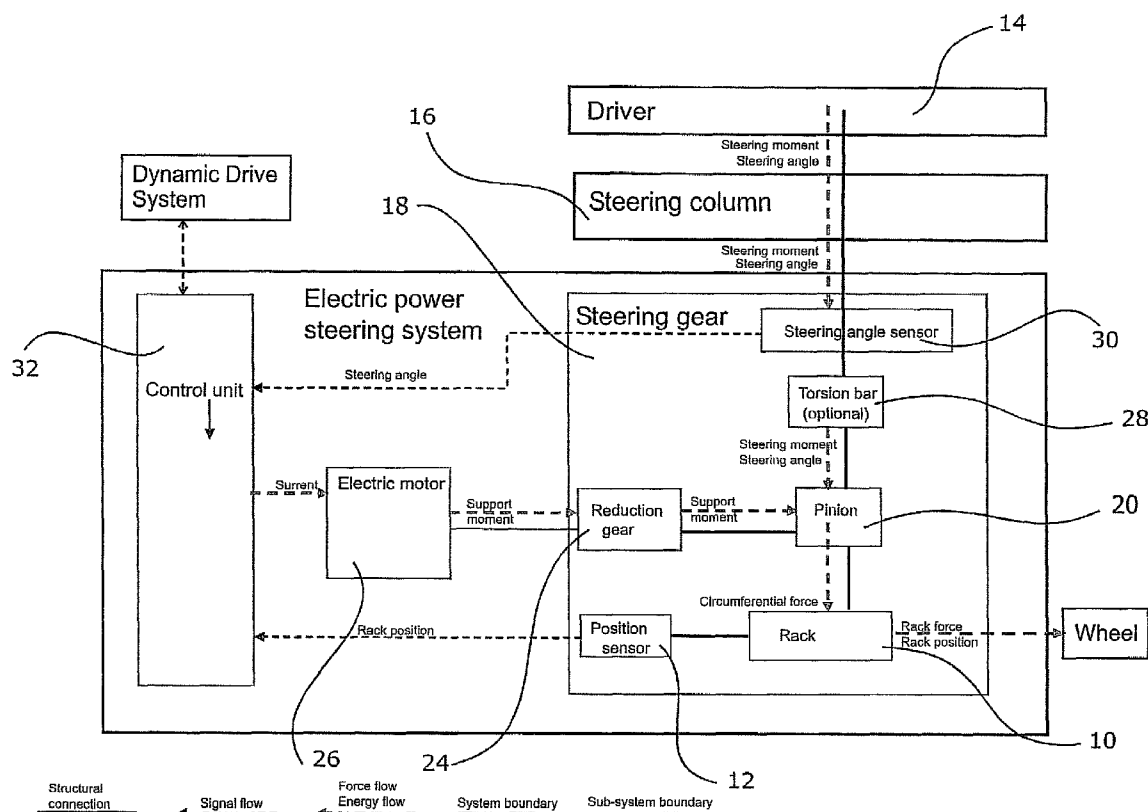 14
Driver
Steering moment
Steering angle
16
Dynamic Drive
System
Steering column
18
Steering moment
Steering angle
Electric power
steering system
Steering gear
Steering angle sensor
30
32
Steering angle
Control unit
Torsion bar
(optional)
28
Steering moment
Steering angle
Surrent
Electric motor
Support
moment
Reduction
gear
Support
moment
Pinion
20
Circumferential force
Rack position
Position
sensor
Rack
Rack force
Rack position
Wheel
26
24
12
10
Structural
connection
Signal flow
Force flow
Energy flow
System boundary
Sub-system boundary